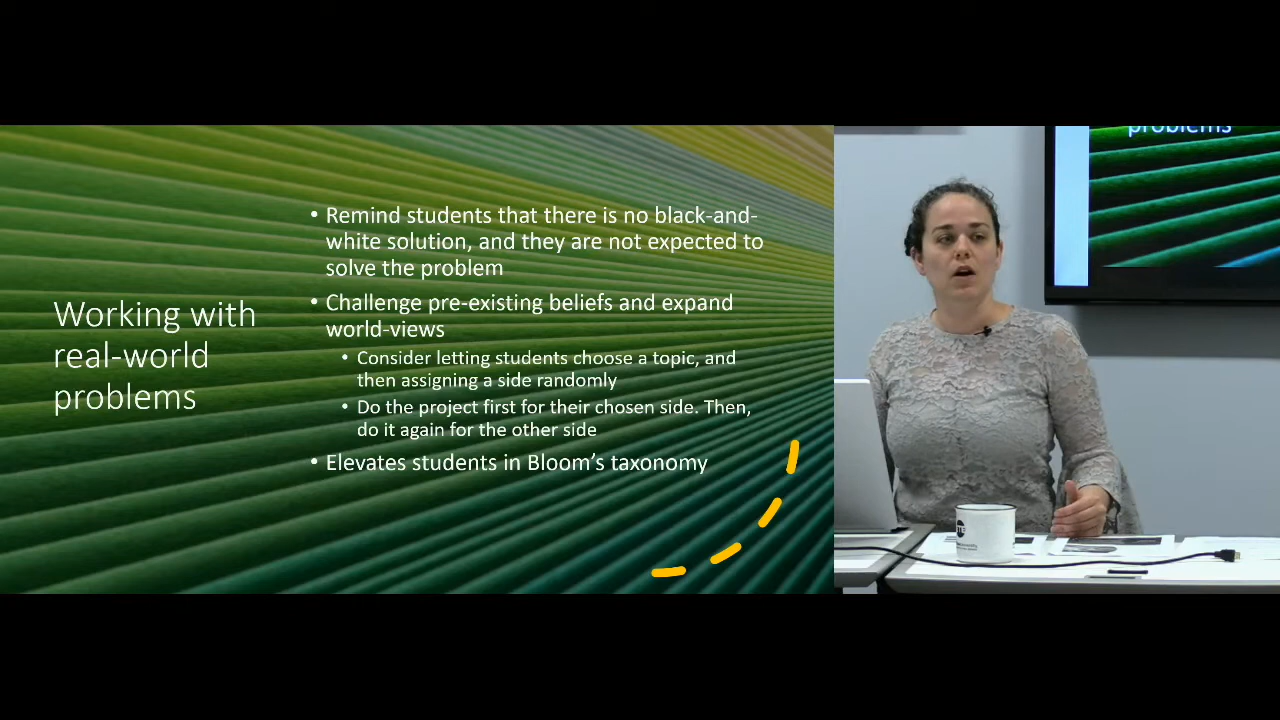 Working with
real-world
problems
• Remind students that there is no black-and-
white solution, and they are not expected to
solve the problem
• Challenge pre-existing beliefs and expand
world-views
• Consider letting students choose a topic, and
then assigning a side randomly
• Do the project first for their chosen side. Then,
do it again for the other side
• Elevates students in Bloom’s taxonomy
problems